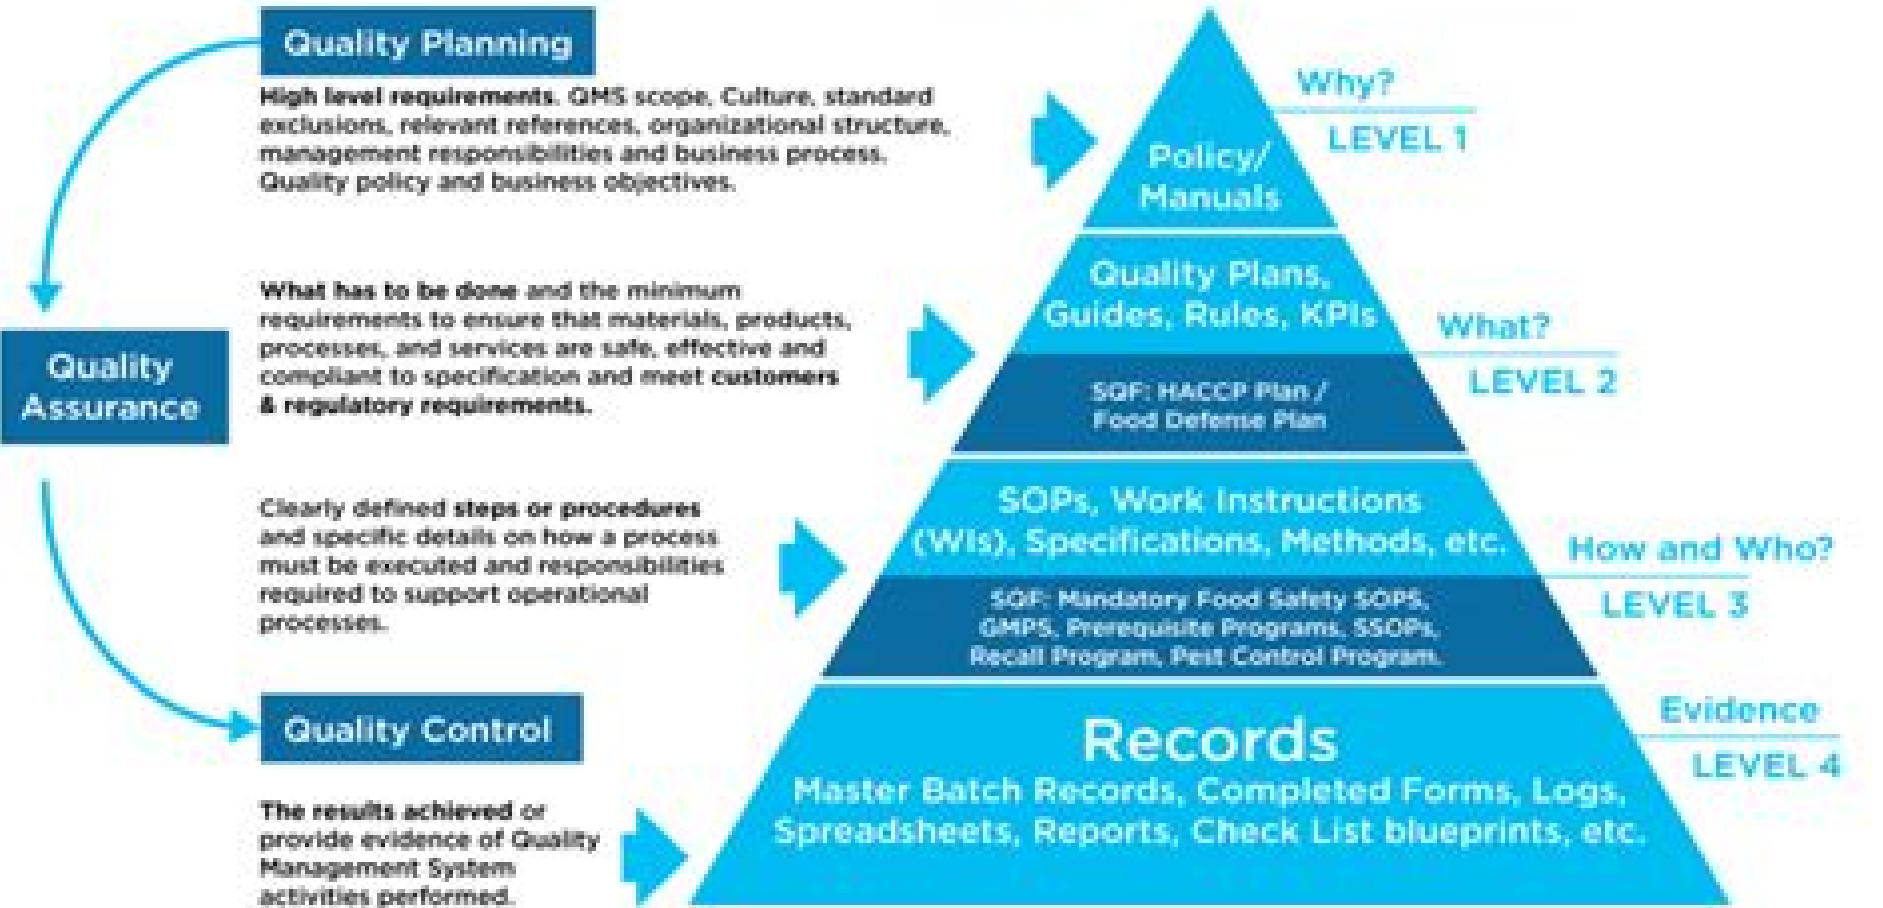 Quality Planning
High level requirements. QMS scope, Culture, standard
exclusions, relevant references, organizational structure,
management responsibilities and business process.
Quality policy and business objectives.
Policy/
Manuals
Why?
LEVEL 1
Quality
Assurance
What has to be done and the minimum
requirements to ensure that materials, products,
processes, and services are safe, effective and
compliant to specification and meet customers
& regulatory requirements.
Quality Plans,
Guides, Rules, KPIs
SQF: HACCP Plan /
Food Defense Plan
What?
LEVEL 2
Clearly defined steps or procedures
and specific details on how a process
must be executed and responsibilities
required to support operational
processes.
SOPs, Work Instructions
(WIs), Specifications, Methods, etc.
SQF: Mandatory Food Safety SOPS,
GMPS, Prerequisite Programs, SSOPs,
Recall Program, Pest Control Program.
How and Who?
LEVEL 3
Quality Control
The results achieved or
provide evidence of Quality
Management System
activities performed.
Records
Master Batch Records, Completed Forms, Logs,
Spreadsheets, Reports, Check List blueprints, etc.
Evidence
LEVEL 4